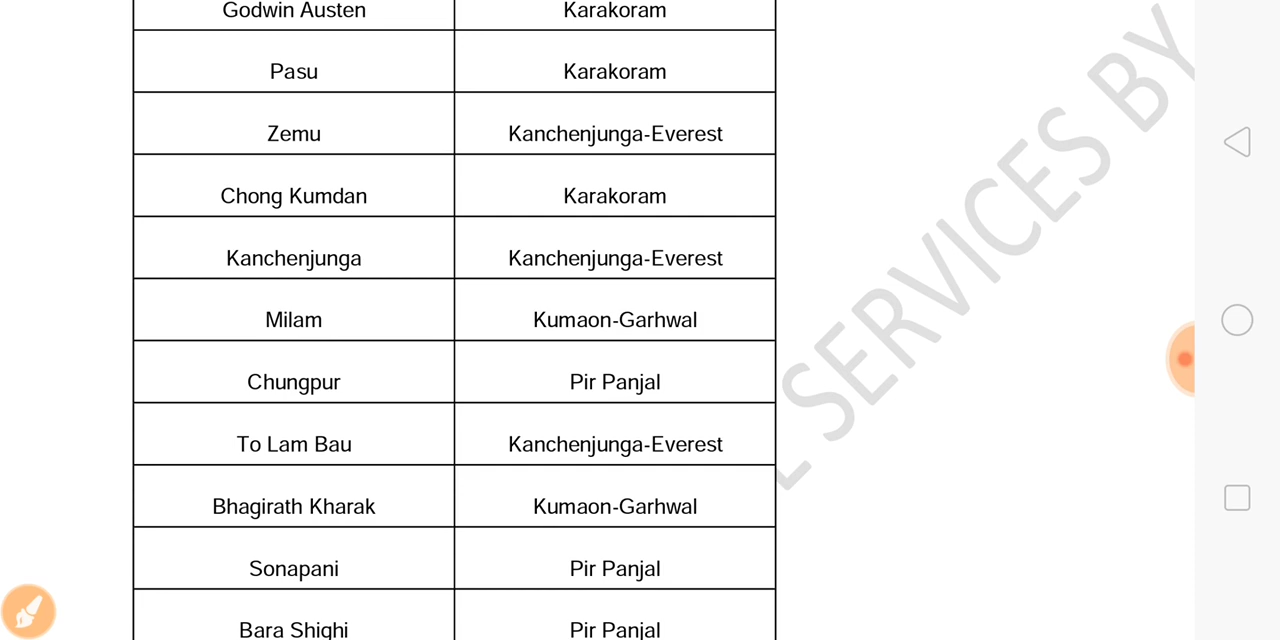 Godwin Austen Karakoram
Pasu Karakoram
Zemu Kanchenjunga-Everest
Chong Kumdan Karakoram
Kanchenjunga Kanchenjunga-Everest
Milam Kumaon-Garhwal
Chungpur Pir Panjal
To Lam Bau Kanchenjunga-Everest
Bhagirath Kharak Kumaon-Garhwal
Sonapani Pir Panjal
Bara Shighi Pir Panjal
SERVICES BY